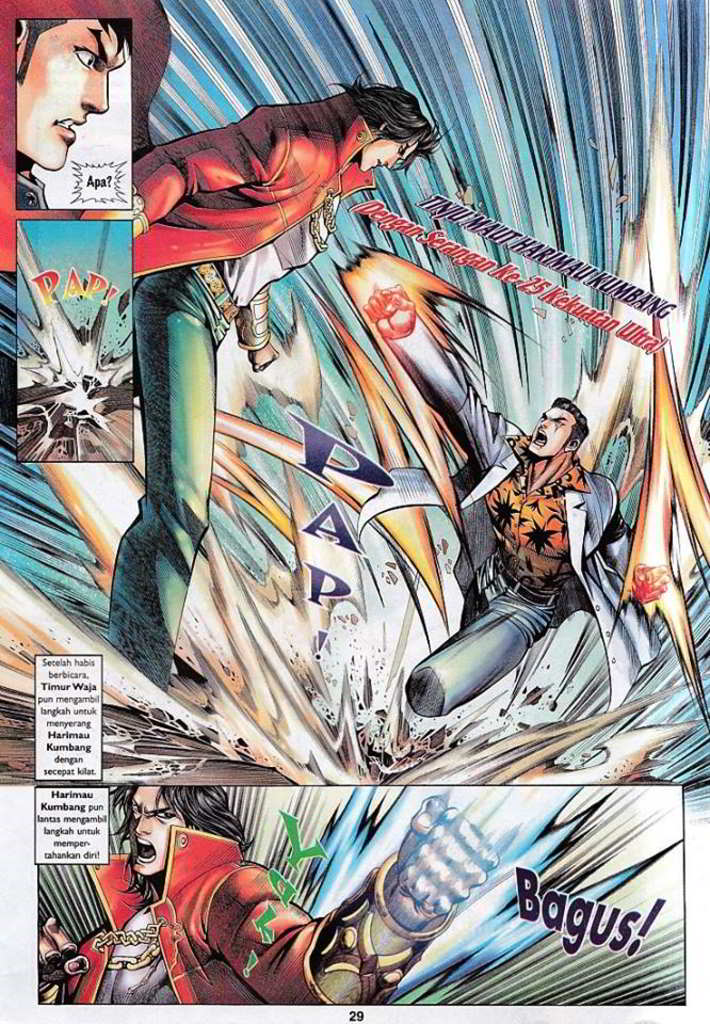 Apa?
PAP!
TINJU MAUT HARIMAU KUMBANG
Dengan Serangan Ke-25 Kekuatan Ultra!
PAP!
Setelah habis
berbicara,
Timur Waja
pun mengambil
langkah untuk
menyerang
Harimau
Kumbang
dengan
secepat kilat.
Harimau
Kumbang pun
lantas mengambil
langkah untuk
memper-
tahankan diri!
Bagus!
29